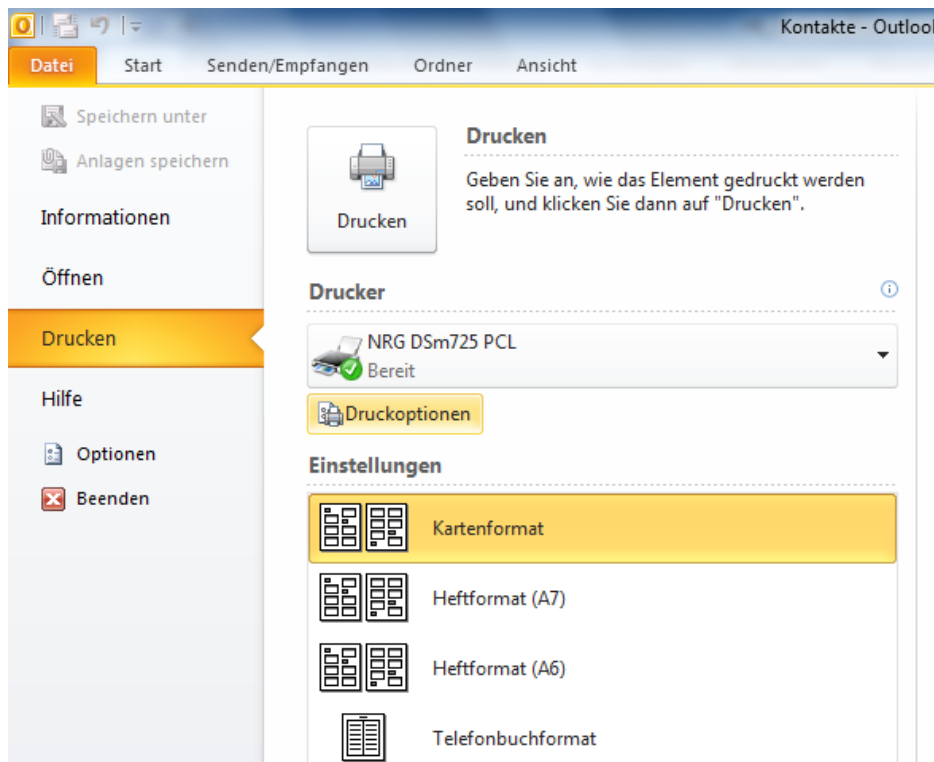 Kontakte - Outlook
Datei Start Senden/Empfangen Ordner Ansicht
Speichern unter
Anlagen speichern
Informationen
Öffnen
Drucken
Hilfe
Optionen
Beenden
Drucken
Drucken
Geben Sie an, wie das Element gedruckt werden
soll, und klicken Sie dann auf "Drucken".
Drucker
NRG DSm725 PCL
Bereit
Druckoptionen
Einstellungen
Kartenformat
Heftformat (A7)
Heftformat (A6)
Telefonbuchformat